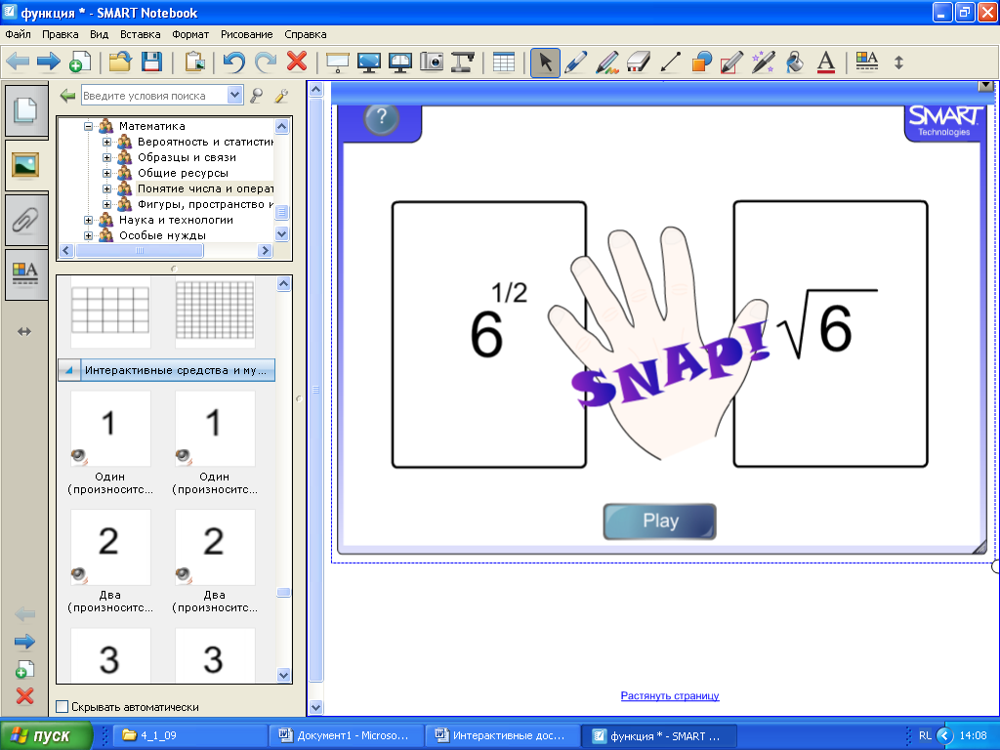 функция * - SMART Notebook
Файл Правка Вид Вставка Формат Рисование Справка
Введите условия поиска
Математика
Вероятность и статистик
Образцы и связи
Общие ресурсы
Понятие числа и операт
Фигуры, пространство и
Наука и технологии
Особые нужды
Интерактивные средства и му...
1 1
Один Один
(произноситс... (произноситс...
2 2
Два Два
(произноситс... (произноситс...
3 3
Скрывать автоматически
?
SMART
Technologies
6^1/2
SNAP!
√6
Play
Растянуть страницу
пуск
4_1_09
Документ1 - Microso...
Интерактивные дос...
функция * - SMART ...
RL
14:08